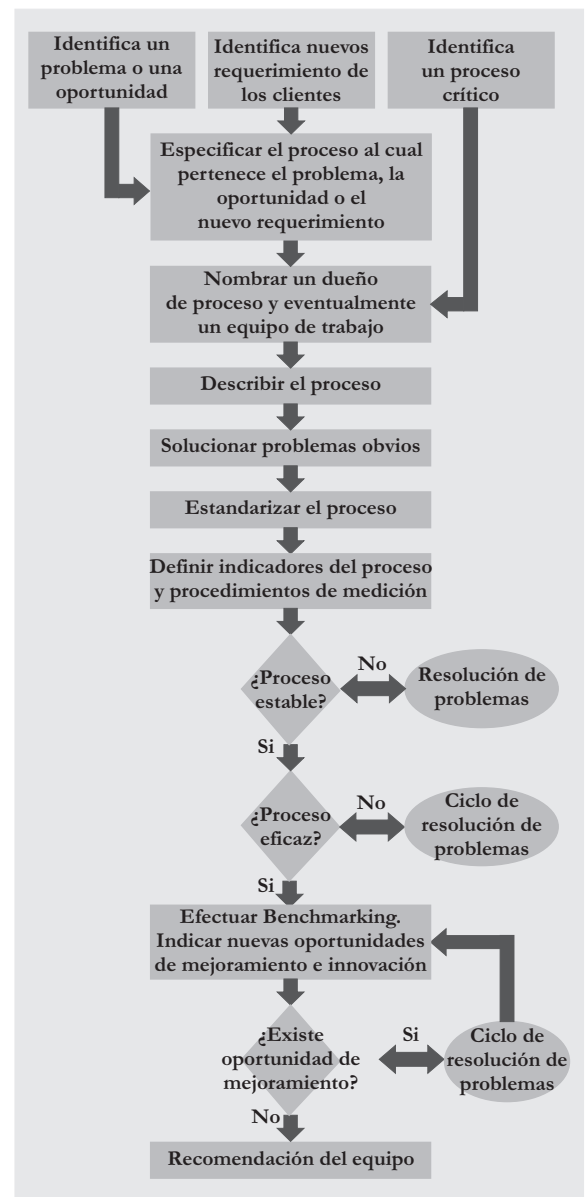 Identifica un
problema o una
oportunidad
Identifica nuevos
requerimiento de
los clientes
Identifica
un proceso
crítico
Especificar el proceso al cual
pertenece el problema, la
oportunidad o el
nuevo requerimiento
Nombrar un dueño
de proceso y eventualmente
un equipo de trabajo
Describir el proceso
Solucionar problemas obvios
Estandarizar el proceso
Definir indicadores del proceso
y procedimientos de medición
¿Proceso
estable?
No
Resolución de
problemas
Si
¿Proceso
eficaz?
No
Ciclo de
resolución de
problemas
Si
Efectuar Benchmarking.
Indicar nuevas oportunidades
de mejoramiento e innovación
¿Existe
oportunidad de
mejoramiento?
Si
Ciclo de
resolución de
problemas
No
Recomendación del equipo